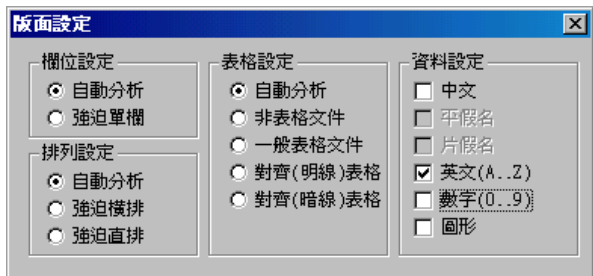 版面設定
欄位設定
自動分析
強迫單欄
排列設定
自動分析
強迫橫排
強迫直排
表格設定
自動分析
非表格文件
一般表格文件
對齊(明線)表格
對齊(暗線)表格
資料設定
中文
平假名
片假名
英文(A..Z)
數字(0..9)
圖形